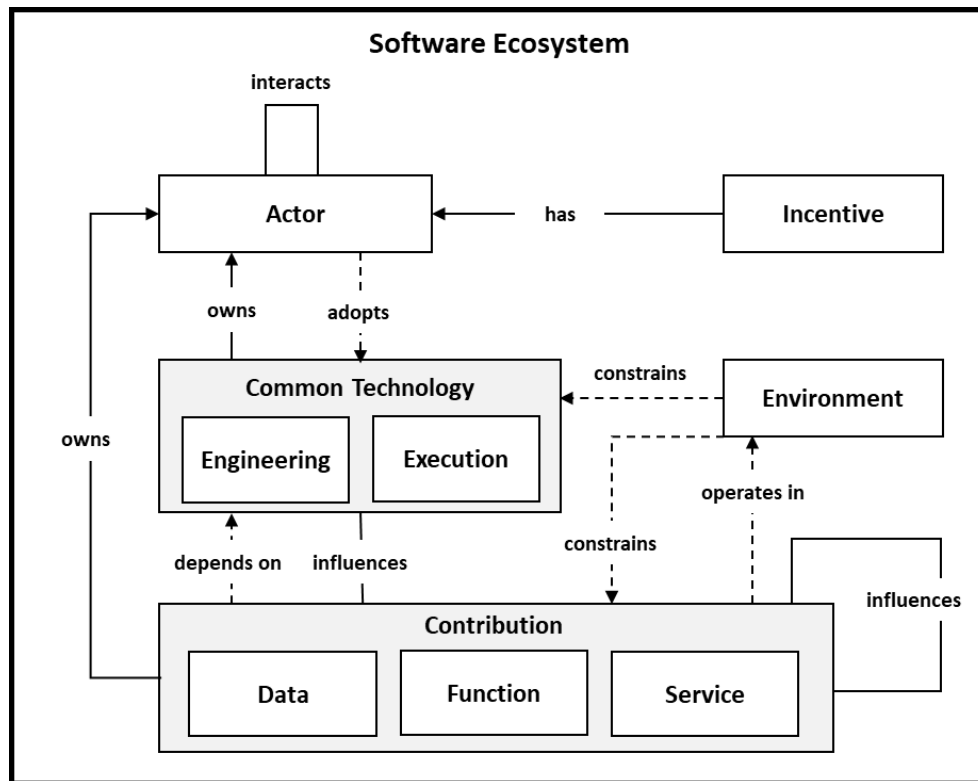 Software Ecosystem
interacts
Actor
has
Incentive
owns
adopts
Common Technology
constrains
Environment
owns
Engineering
Execution
operates in
depends on
influences
constrains
influences
Contribution
Data
Function
Service